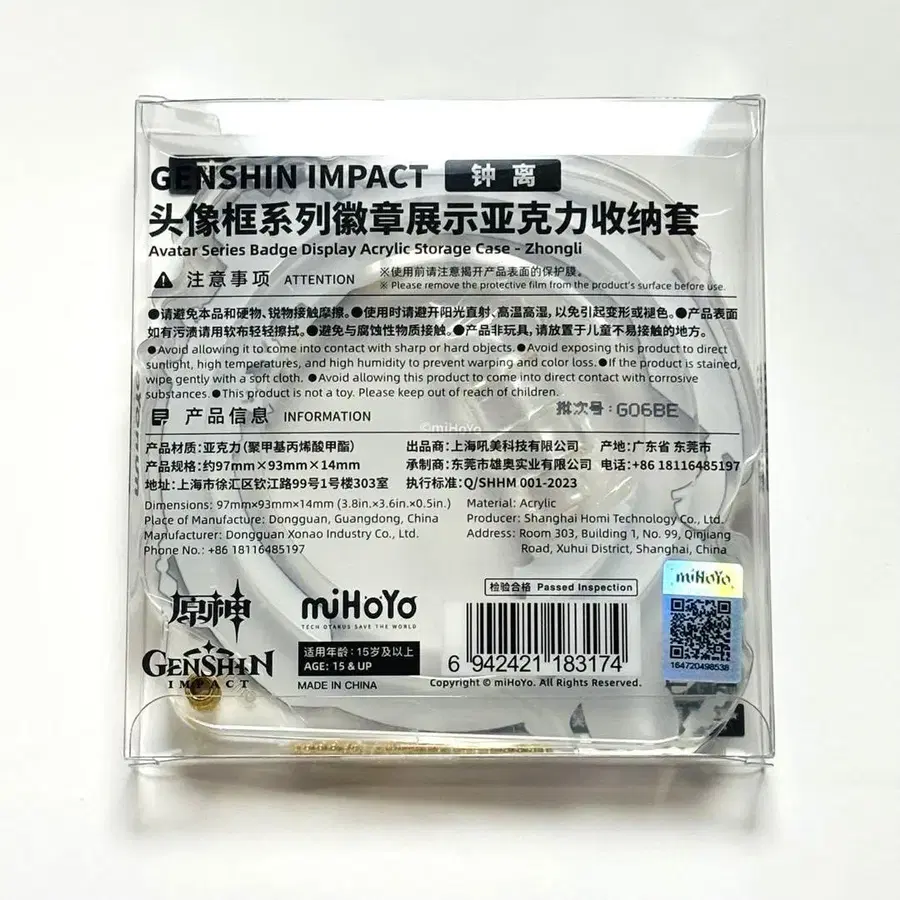 GENSHIN IMPACT 钟离
头像框系列徽章展示亚克力收纳套
Avatar Series Badge Display Acrylic Storage Case - Zhongli
注意事项 ATTENTION
※使用前请注意揭开产品表面的保护膜。
※ Please remove the protective film from the product's surface before use.
●请避免本品和硬物、锐物接触摩擦。●使用时请避开阳光直射、高温高湿,以免引起变形或褪色。●产品表面
如有污渍请用软布轻轻擦拭。●避免与腐蚀性物质接触。●产品非玩具,请放置于儿童不易接触的地方。
●Avoid allowing it to come into contact with sharp or hard objects. ●Avoid exposing this product to direct
sunlight, high temperatures, and high humidity to prevent warping and color loss. ●If the product is stained,
wipe gently with a soft cloth. ●Avoid allowing this product to come into direct contact with corrosive
substances. ●This product is not a toy. Please keep out of reach of children.
批次号:G06BE
产品信息 INFORMATION
©miHoYo
产品材质:亚克力(聚甲基丙烯酸甲酯) 出品商:上海吼美科技有限公司 产地:广东省 东莞市
产品规格:约97mm×93mm×14mm 承制商:东莞市雄奥实业有限公司 电话:+86 18116485197
地址:上海市徐汇区钦江路99号1号楼303室 执行标准:Q/SHHM 001-2023
Dimensions: 97mm×93mm×14mm (3.8in.×3.6in.×0.5in.) Material: Acrylic
Place of Manufacture: Dongguan, Guangdong, China Producer: Shanghai Homi Technology Co., Ltd.
Manufacturer: Dongguan Xonao Industry Co., Ltd. Address: Room 303, Building 1, No. 99, Qinjiang
Phone No.: +86 18116485197 Road, Xuhui District, Shanghai, China
检验合格 Passed Inspection
miHoYo
原神
miHoYo
TECH OTAKUS SAVE THE WORLD
GENSHIN
IMPACT
适用年龄:15岁及以上
AGE: 15 & UP
MADE IN CHINA
6 942421 183174
Copyright © miHoYo. All Rights Reserved.
164720498538